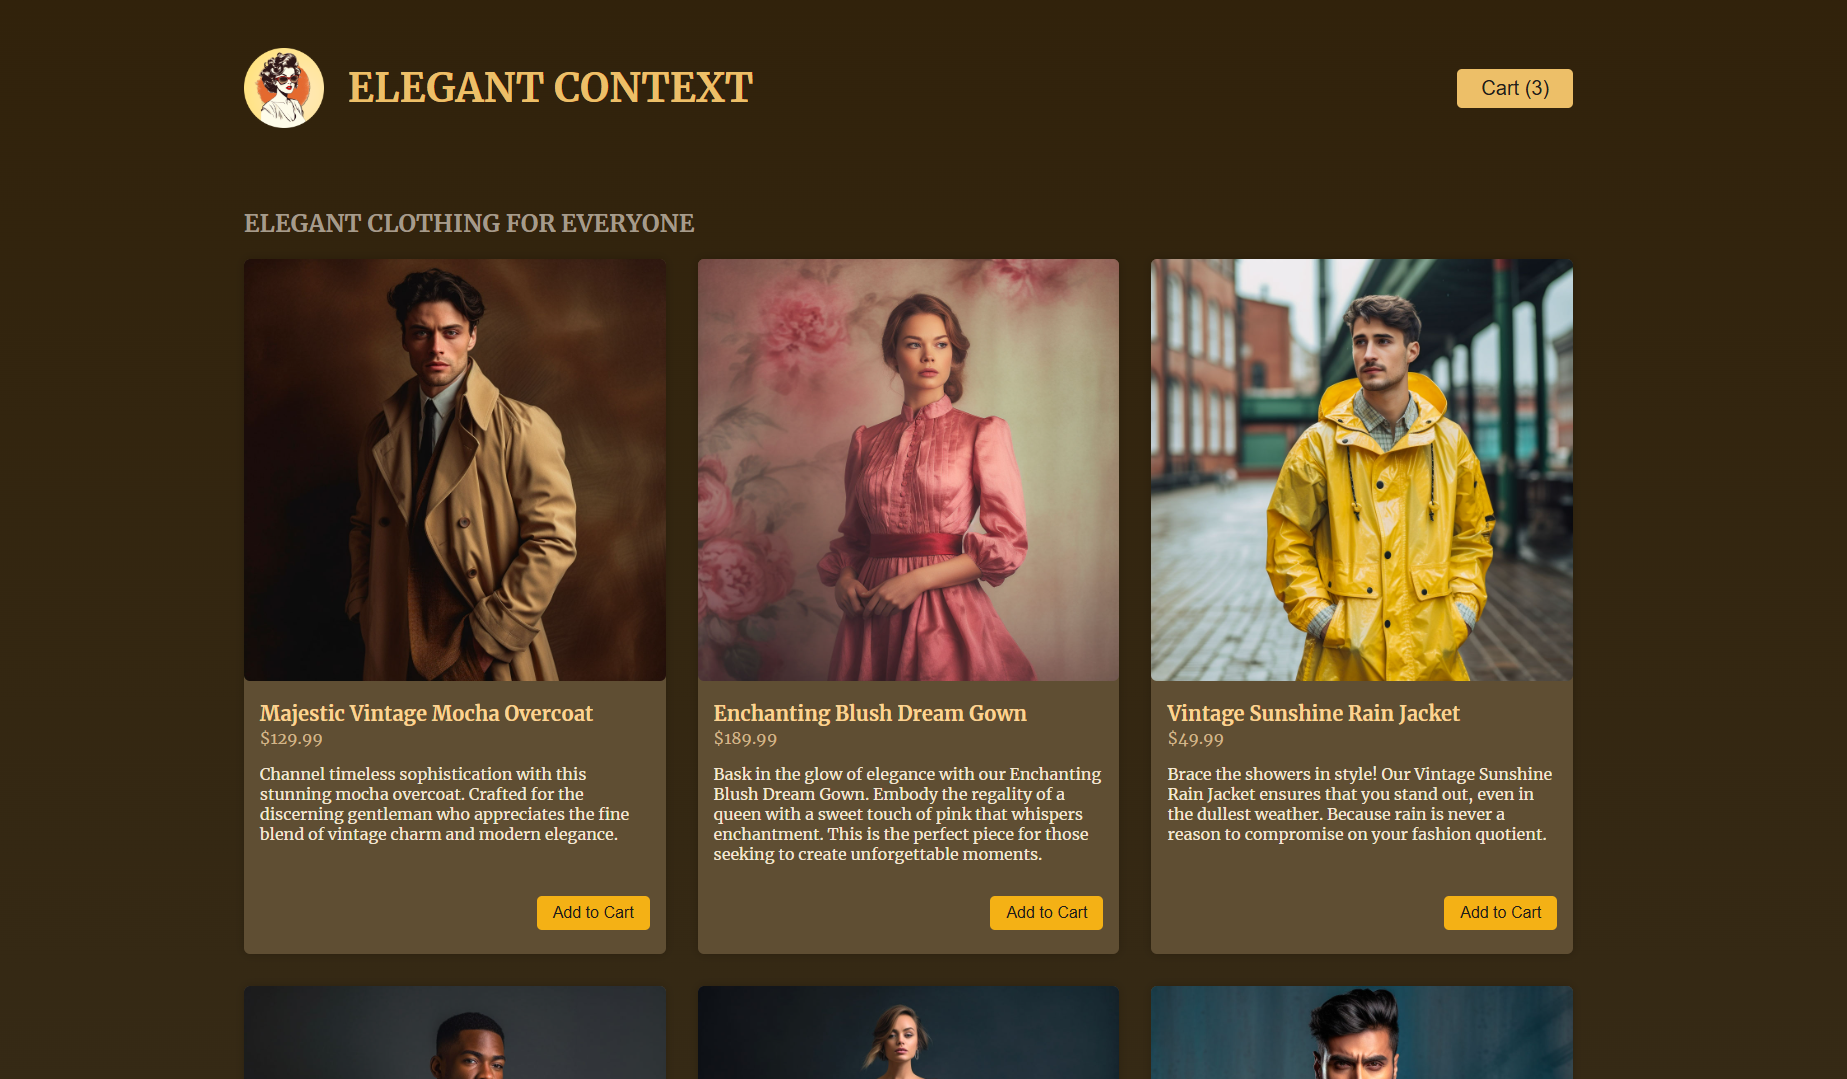 ELEGANT CONTEXT
Cart (3)
ELEGANT CLOTHING FOR EVERYONE
Majestic Vintage Mocha Overcoat
$129.99
Channel timeless sophistication with this
stunning mocha overcoat. Crafted for the
discerning gentleman who appreciates the fine
blend of vintage charm and modern elegance.
Add to Cart
Enchanting Blush Dream Gown
$189.99
Bask in the glow of elegance with our Enchanting
Blush Dream Gown. Embody the regality of a
queen with a sweet touch of pink that whispers
enchantment. This is the perfect piece for those
seeking to create unforgettable moments.
Add to Cart
Vintage Sunshine Rain Jacket
$49.99
Brace the showers in style! Our Vintage Sunshine
Rain Jacket ensures that you stand out, even in
the dullest weather. Because rain is never a
reason to compromise on your fashion quotient.
Add to Cart